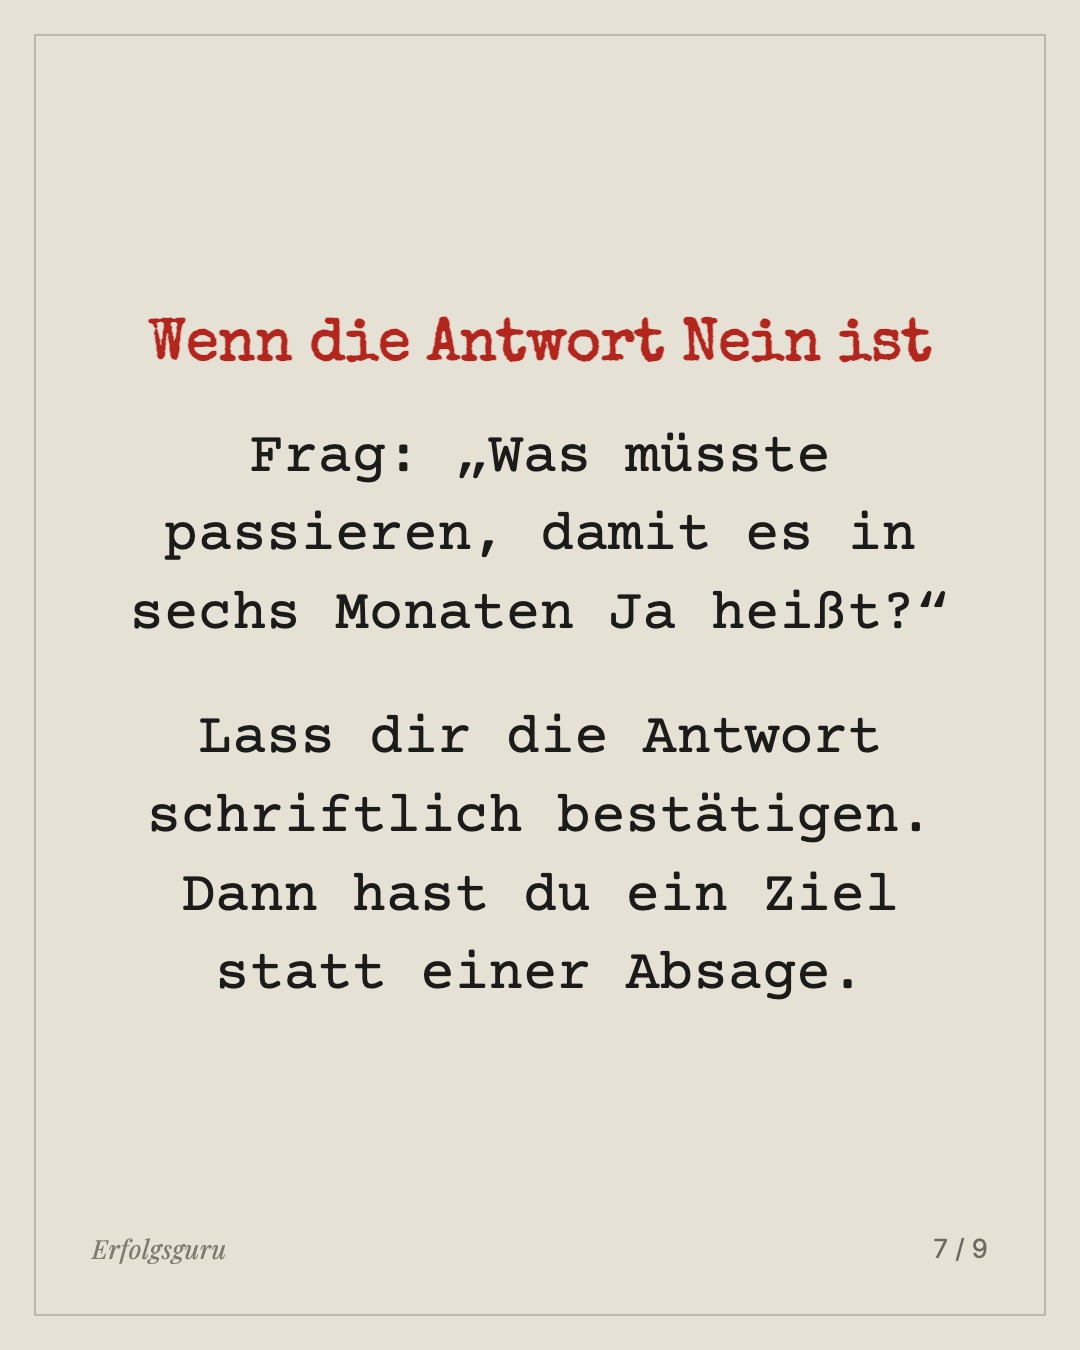 Wenn die Antwort Nein ist
Frag: „Was müsste
passieren, damit es in
sechs Monaten Ja heißt?“
Lass dir die Antwort
schriftlich bestätigen.
Dann hast du ein Ziel
statt einer Absage.
Erfolgsguru
7 / 9